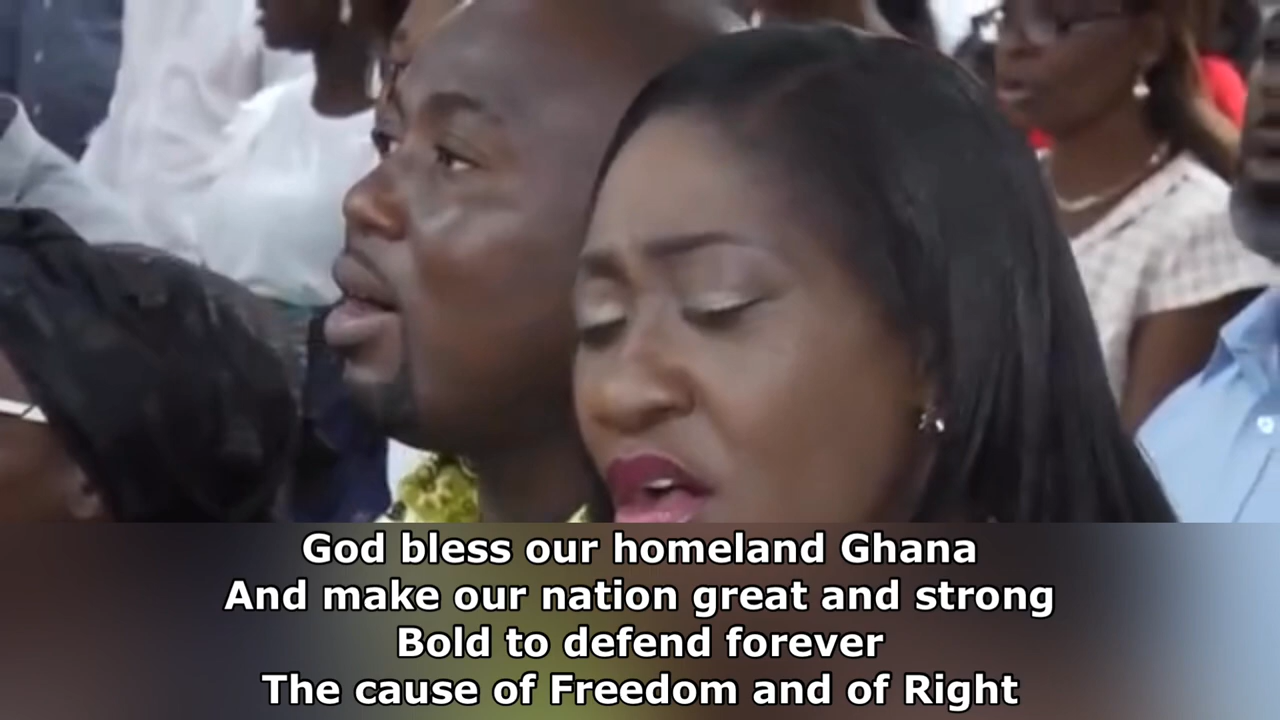 God bless our homeland Ghana
And make our nation great and strong
Bold to defend forever
The cause of Freedom and of Right